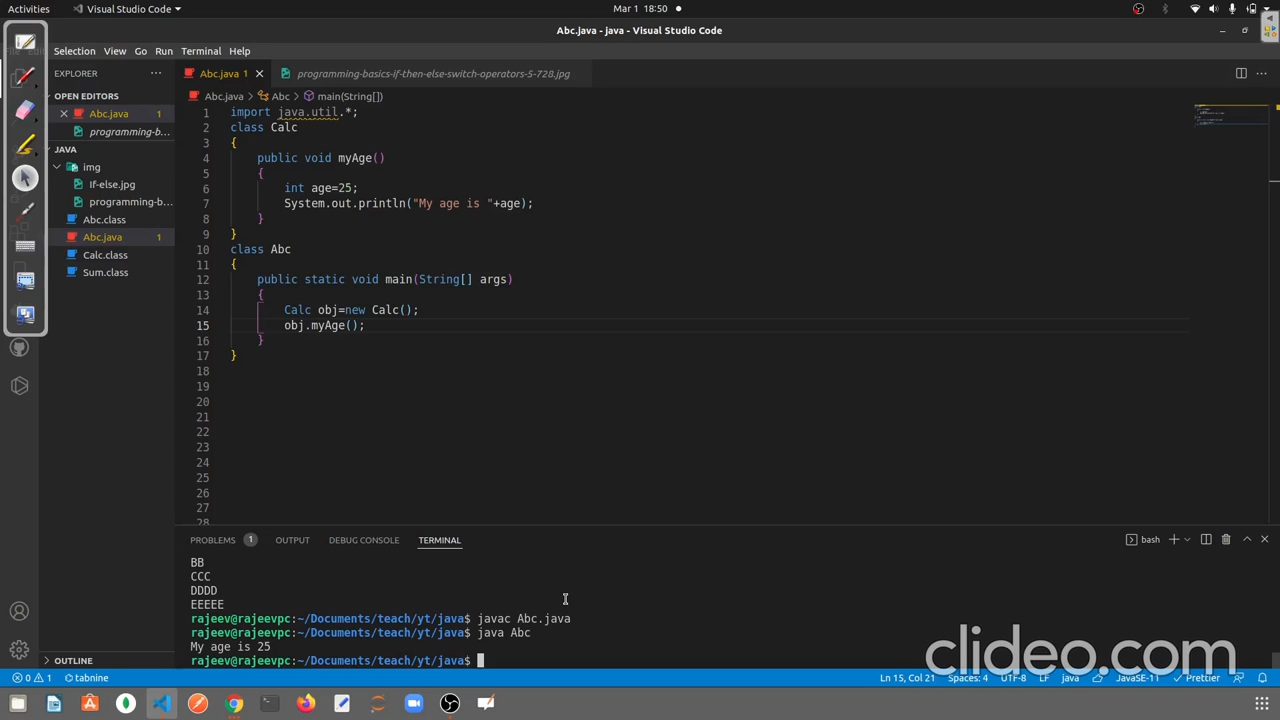 Activities
Visual Studio Code
Mar 1 18:50
Abc.java - java - Visual Studio Code
Selection View Go Run Terminal Help
EXPLORER
Abc.java 1
programming-basics-if-then-else-switch-operators-5-728.jpg
Abc.java > Abc > main(String[])
OPEN EDITORS
Abc.java 1
programming-b...
JAVA
img
If-else.jpg
programming-b...
Abc.class
Abc.java 1
Calc.class
Sum.class
1 import java.util.*;
2 class Calc
3 {
4 public void myAge()
5 {
6 int age=25;
7 System.out.println("My age is "+age);
8 }
9 }
10 class Abc
11 {
12 public static void main(String[] args)
13 {
14 Calc obj=new Calc();
15 obj.myAge();
16 }
17 }
18
19
20
21
22
23
24
25
26
27
28
PROBLEMS 1 OUTPUT DEBUG CONSOLE TERMINAL
bash
BB
CCC
DDDD
EEEEE
rajeev@rajeevpc:~/Documents/teach/yt/java$ javac Abc.java
rajeev@rajeevpc:~/Documents/teach/yt/java$ java Abc
My age is 25
rajeev@rajeevpc:~/Documents/teach/yt/java$
clideo.com
OUTLINE
0 1 tabnine
Ln 15, Col 21 Spaces: 4 UTF-8 LF java JavaSE-11 Prettier